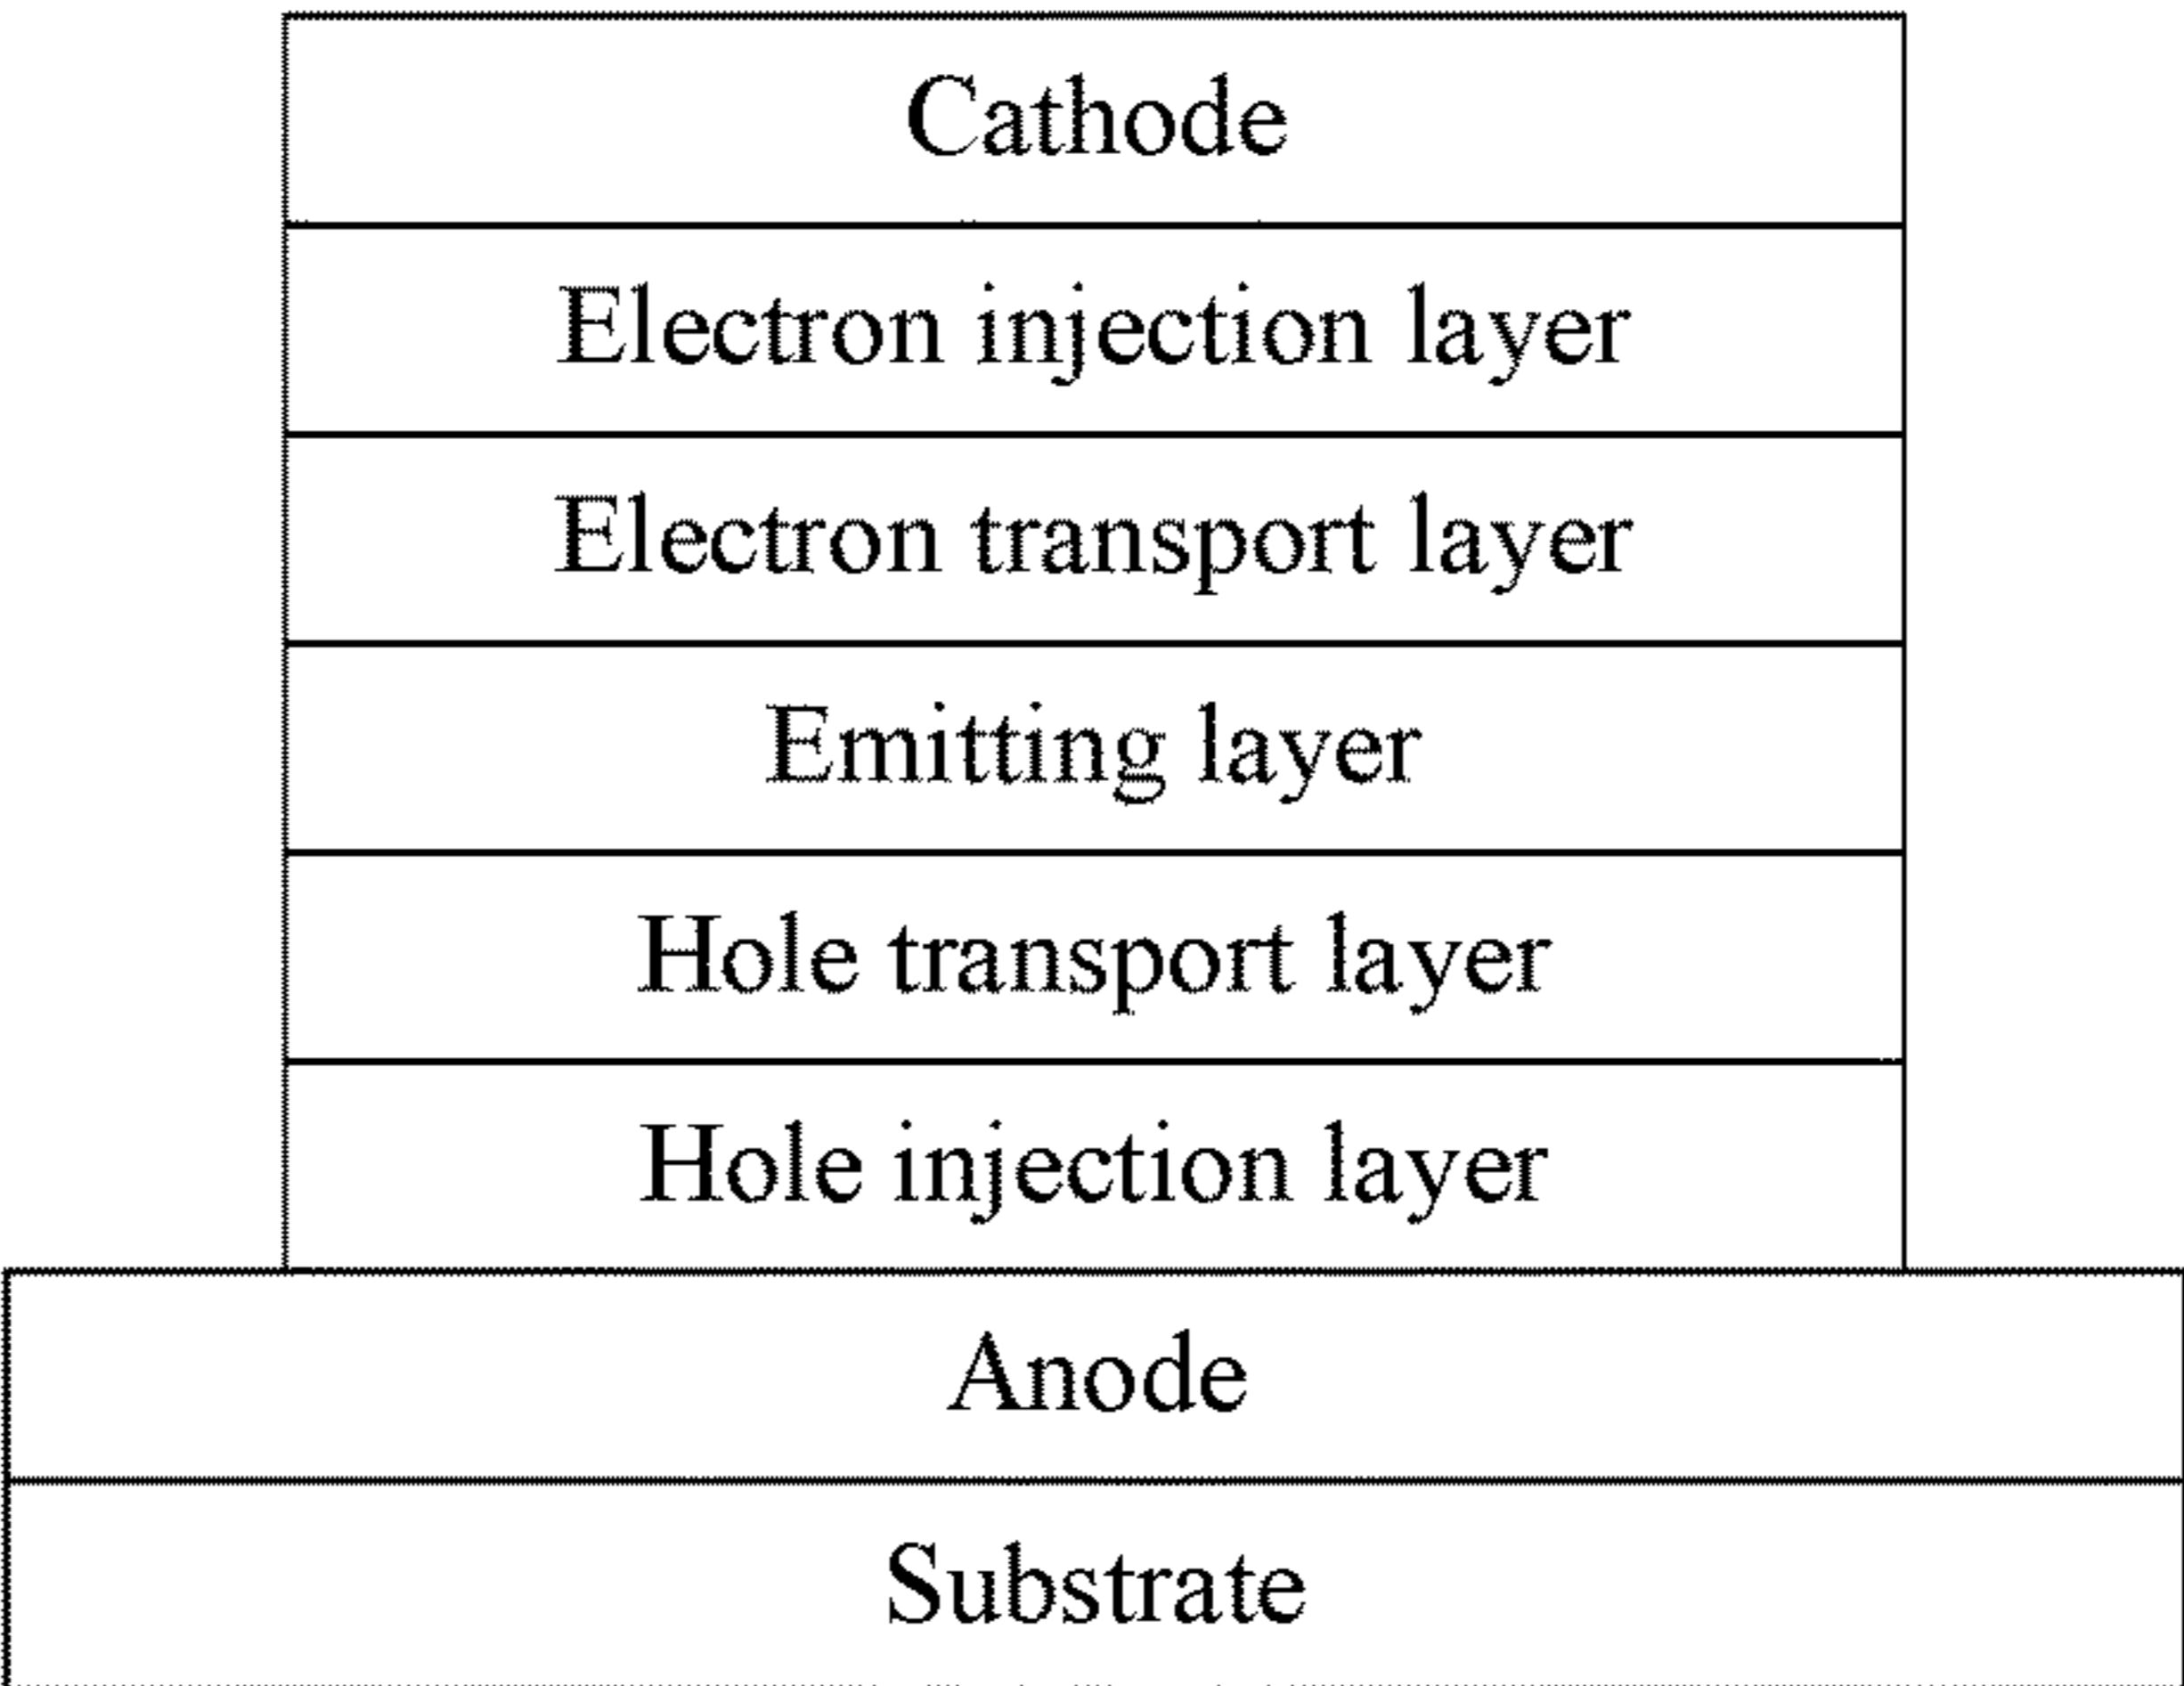 Cathode
Electron injection layer
Electron transport layer
Emitting layer
Hole transport layer
Hole injection layer
Anode
Substrate